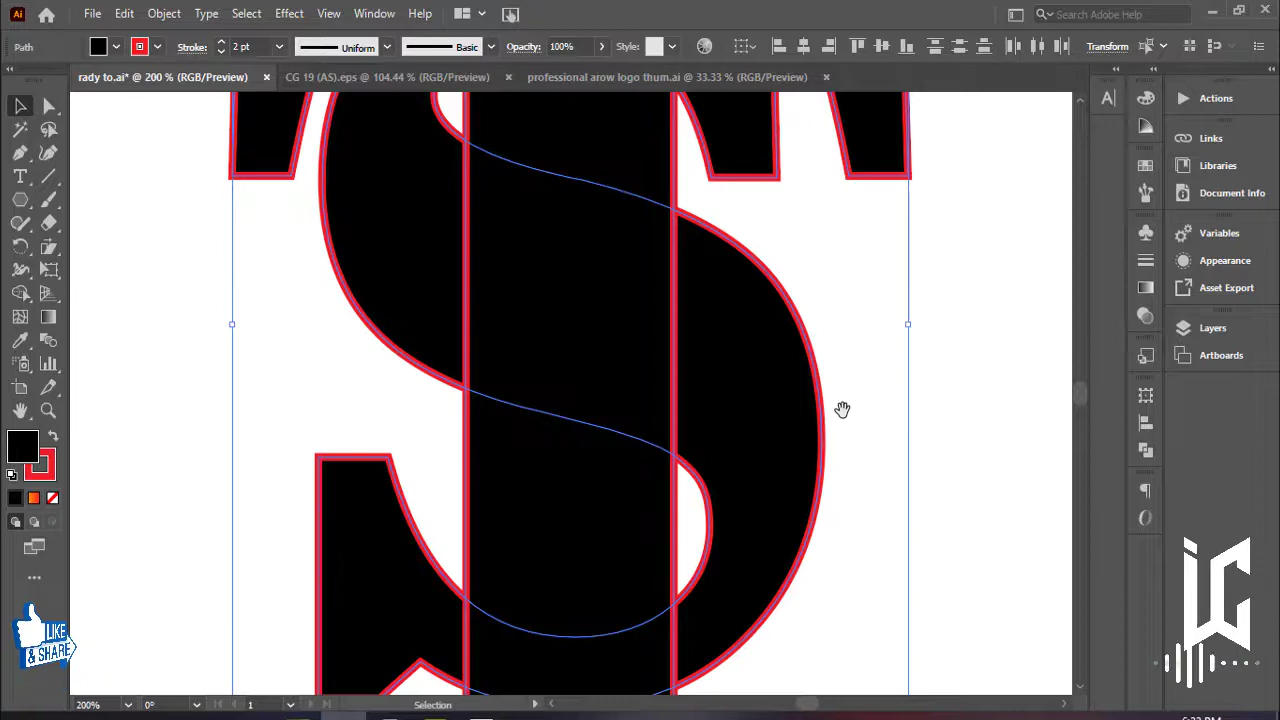 Ai File Edit Object Type Select Effect View Window Help Search Adobe Help
Path Stroke: 2 pt Uniform Basic Opacity: 100% Style: Transform
rady to.ai* @ 200 % (RGB/Preview) × CG 19 (AS).eps @ 104.44 % (RGB/Preview) × professional arow logo thum.ai @ 33.33 % (RGB/Preview) ×
Actions
Links
Libraries
Document Info
Variables
Appearance
Asset Export
Layers
Artboards
LIKE
& SHARE
200% 0° 1 Selection